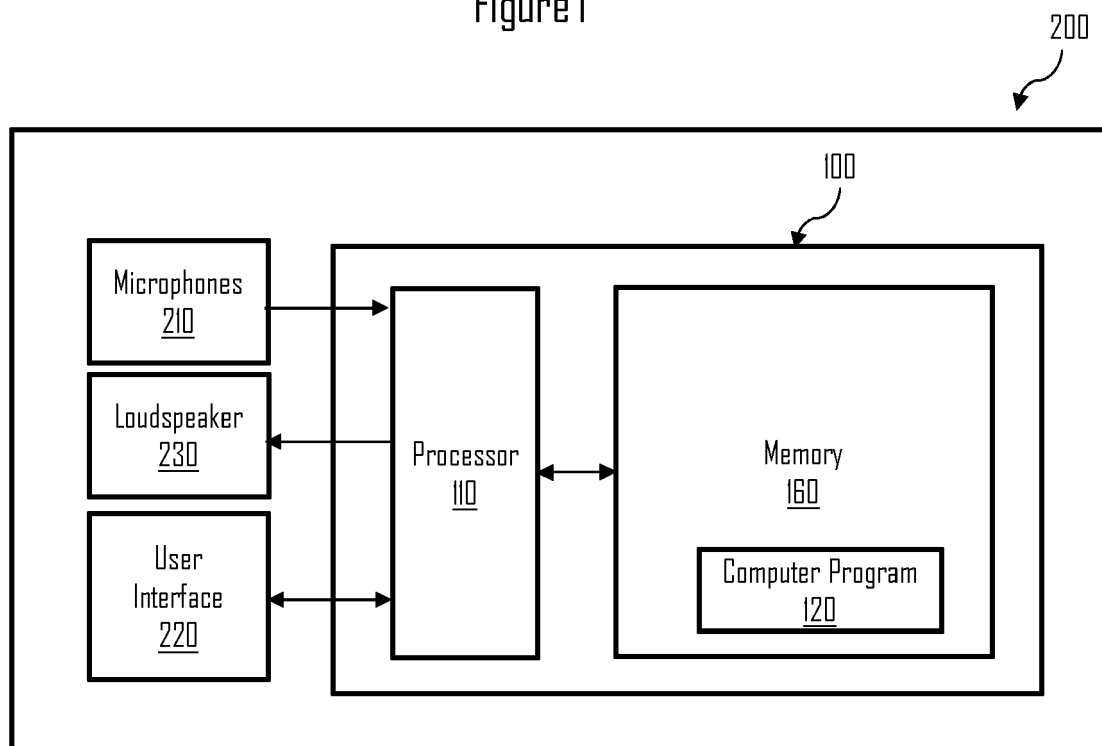 Figure 1
200
100
Microphones
210
Loudspeaker
230
User
Interface
220
Processor
110
Memory
160
Computer Program
120